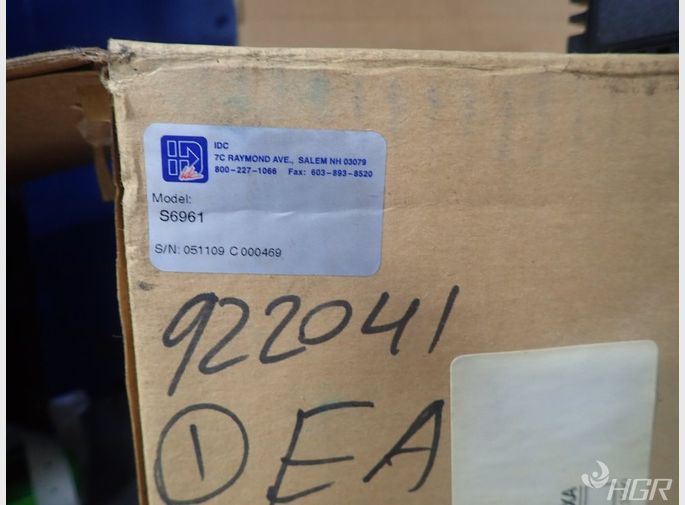 IDC
7C RAYMOND AVE., SALEM NH 03079
800-227-1066 Fax: 603-893-8520
Model:
S6961
S/N: 051109 C 000469
922041
1 EA
HGR